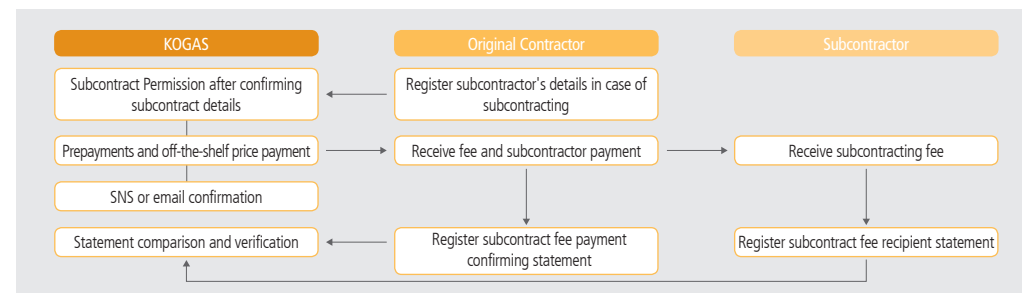 KOGAS
Original Contractor
Subcontractor
Subcontract Permission after confirming
subcontract details
Register subcontractor's details in case of
subcontracting
Prepayments and off-the-shelf price payment
Receive fee and subcontractor payment
Receive subcontracting fee
SNS or email confirmation
Statement comparison and verification
Register subcontract fee payment
confirming statement
Register subcontract fee recipient statement